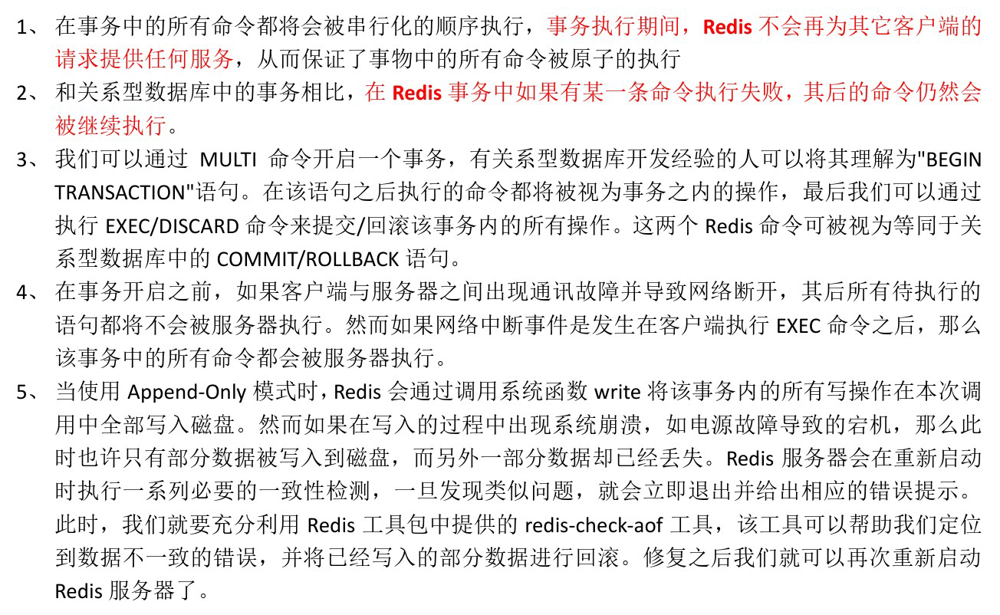 1、 在事务中的所有命令都将会被串行化的顺序执行，事务执行期间，Redis 不会再为其它客户端的
请求提供任何服务，从而保证了事物中的所有命令被原子的执行
2、 和关系型数据库中的事务相比，在 Redis 事务中如果有某一条命令执行失败，其后的命令仍然会
被继续执行。
3、 我们可以通过 MULTI 命令开启一个事务，有关系型数据库开发经验的人可以将其理解为"BEGIN
TRANSACTION"语句。在该语句之后执行的命令都将被视为事务之内的操作，最后我们可以通过
执行 EXEC/DISCARD 命令来提交/回滚该事务内的所有操作。这两个 Redis 命令可被视为等同于关
系型数据库中的 COMMIT/ROLLBACK 语句。
4、 在事务开启之前，如果客户端与服务器之间出现通讯故障并导致网络断开，其后所有待执行的
语句都将不会被服务器执行。然而如果网络中断事件是发生在客户端执行 EXEC 命令之后，那么
该事务中的所有命令都会被服务器执行。
5、 当使用 Append-Only 模式时，Redis 会通过调用系统函数 write 将该事务内的所有写操作在本次调
用中全部写入磁盘。然而如果在写入的过程中出现系统崩溃，如电源故障导致的宕机，那么此
时也许只有部分数据被写入到磁盘，而另外一部分数据却已经丢失。Redis 服务器会在重新启动
时执行一系列必要的一致性检测，一旦发现类似问题，就会立即退出并给出相应的错误提示。
此时，我们就要充分利用 Redis 工具包中提供的 redis-check-aof 工具，该工具可以帮助我们定位
到数据不一致的错误，并将已经写入的部分数据进行回滚。修复之后我们就可以再次重新启动
Redis 服务器了。